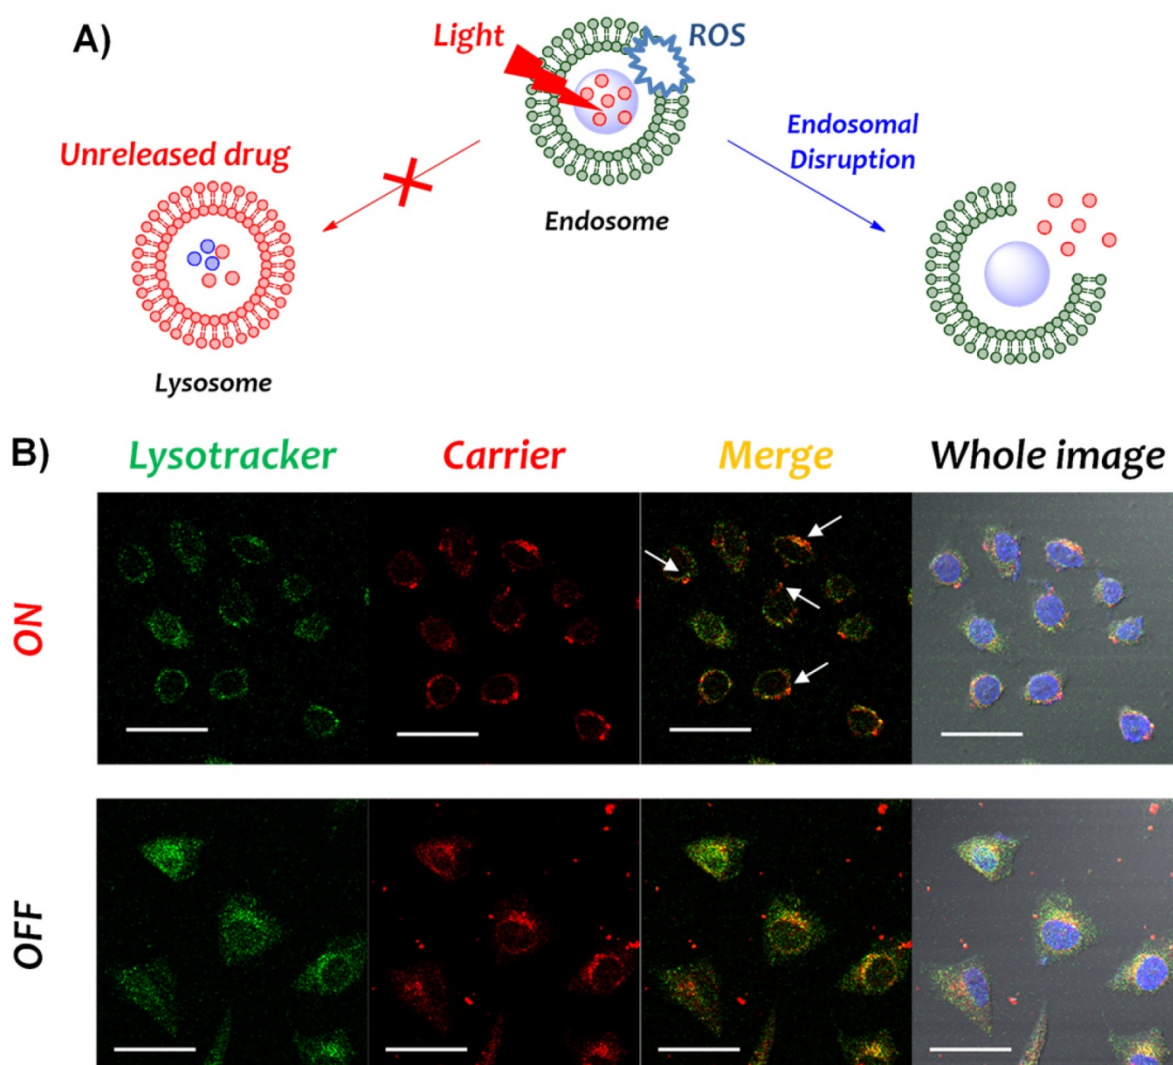 A)
Light
ROS
Unreleased drug
Endosomal
Disruption
Endosome
Lysosome
B)
Lysotracker
Carrier
Merge
Whole image
ON
OFF